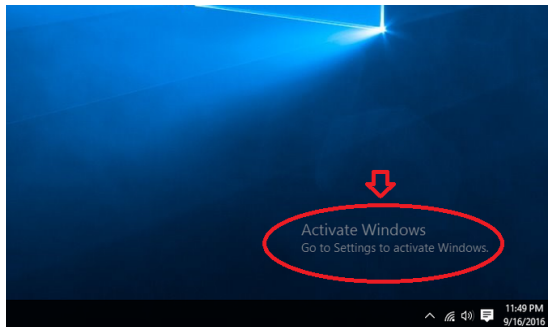 Activate Windows
Go to Settings to activate Windows.
11:49 PM
9/16/2016